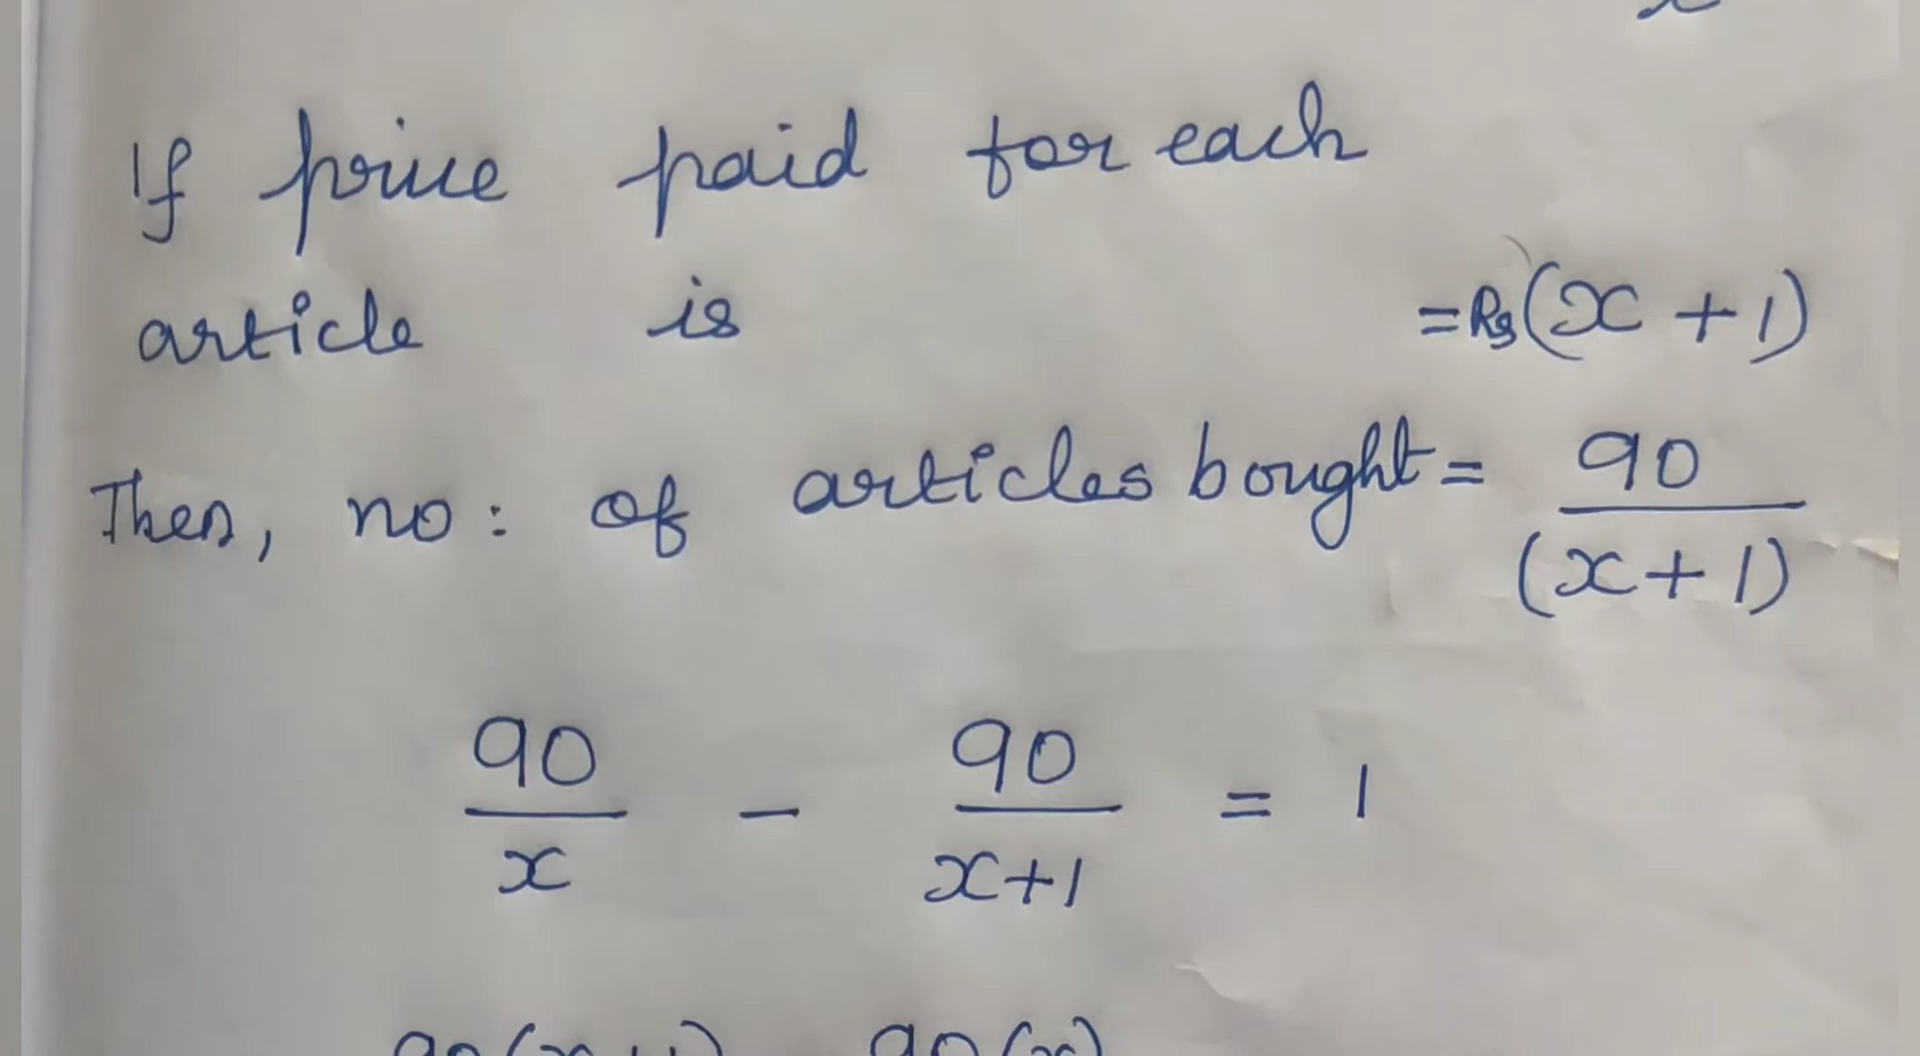 If price paid for each
article is = Rs (x + 1)
Then, no: of articles bought = 90 / (x + 1)
90/x - 90/x+1 = 1